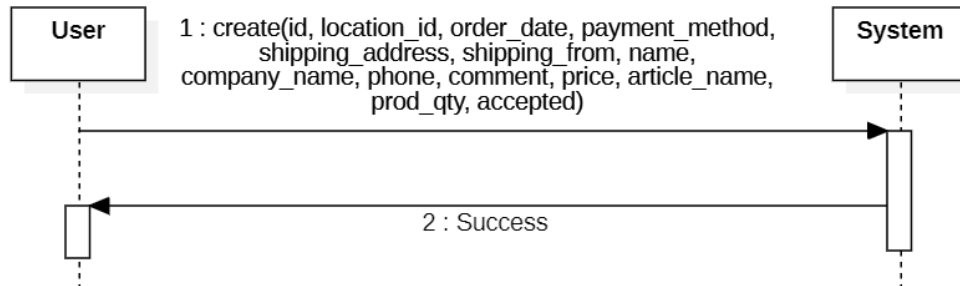 User
System
1 : create(id, location_id, order_date, payment_method,
shipping_address, shipping_from, name,
company_name, phone, comment, price, article_name,
prod_qty, accepted)
2 : Success